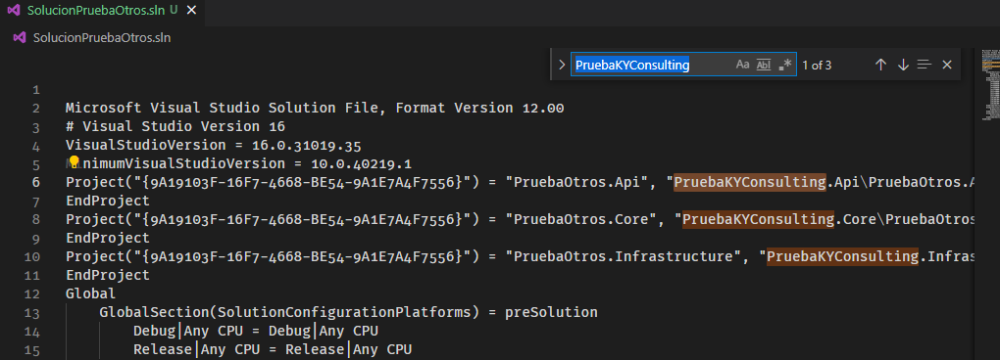 SolucionPruebaOtros.sln U
SolucionPruebaOtros.sln
PruebaKYConsulting Aa Abl .* 1 of 3
1
2 Microsoft Visual Studio Solution File, Format Version 12.00
3 # Visual Studio Version 16
4 VisualStudioVersion = 16.0.31019.35
5 MinimumVisualStudioVersion = 10.0.40219.1
6 Project("{9A19103F-16F7-4668-BE54-9A1E7A4F7556}") = "PruebaOtros.Api", "PruebaKYConsulting.Api\PruebaOtros.A
7 EndProject
8 Project("{9A19103F-16F7-4668-BE54-9A1E7A4F7556}") = "PruebaOtros.Core", "PruebaKYConsulting.Core\PruebaOtros
9 EndProject
10 Project("{9A19103F-16F7-4668-BE54-9A1E7A4F7556}") = "PruebaOtros.Infrastructure", "PruebaKYConsulting.Infras
11 EndProject
12 Global
13 GlobalSection(SolutionConfigurationPlatforms) = preSolution
14 Debug|Any CPU = Debug|Any CPU
15 Release|Any CPU = Release|Any CPU